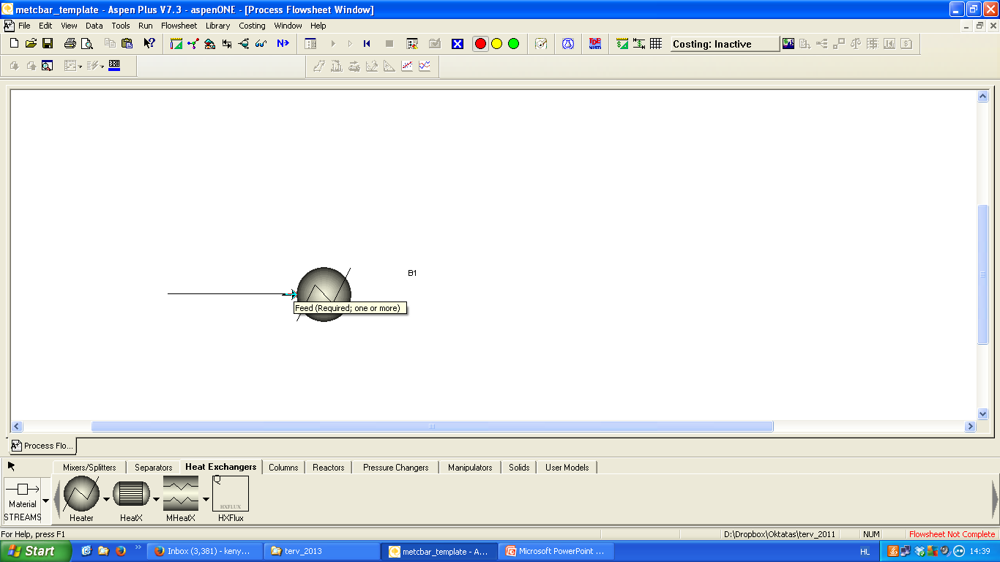 metcbar_template - Aspen Plus V7.3 - aspenONE - [Process Flowsheet Window]
File Edit View Data Tools Run Flowsheet Library Costing Window Help
N>
Costing: Inactive
B1
Feed (Required; one or more)
Process Flo...
Mixers/Splitters Separators Heat Exchangers Columns Reactors Pressure Changers Manipulators Solids User Models
Q
HXFLUX
Material
STREAMS
Heater HeatX MHeatX HXFlux
For Help, press F1 D:\Dropbox\Oktatas\terv_2011 NUM Flowsheet Not Complete
Start Inbox (3,381) - keny... terv_2013 metcbar_template - A... Microsoft PowerPoint ... HL 14:39